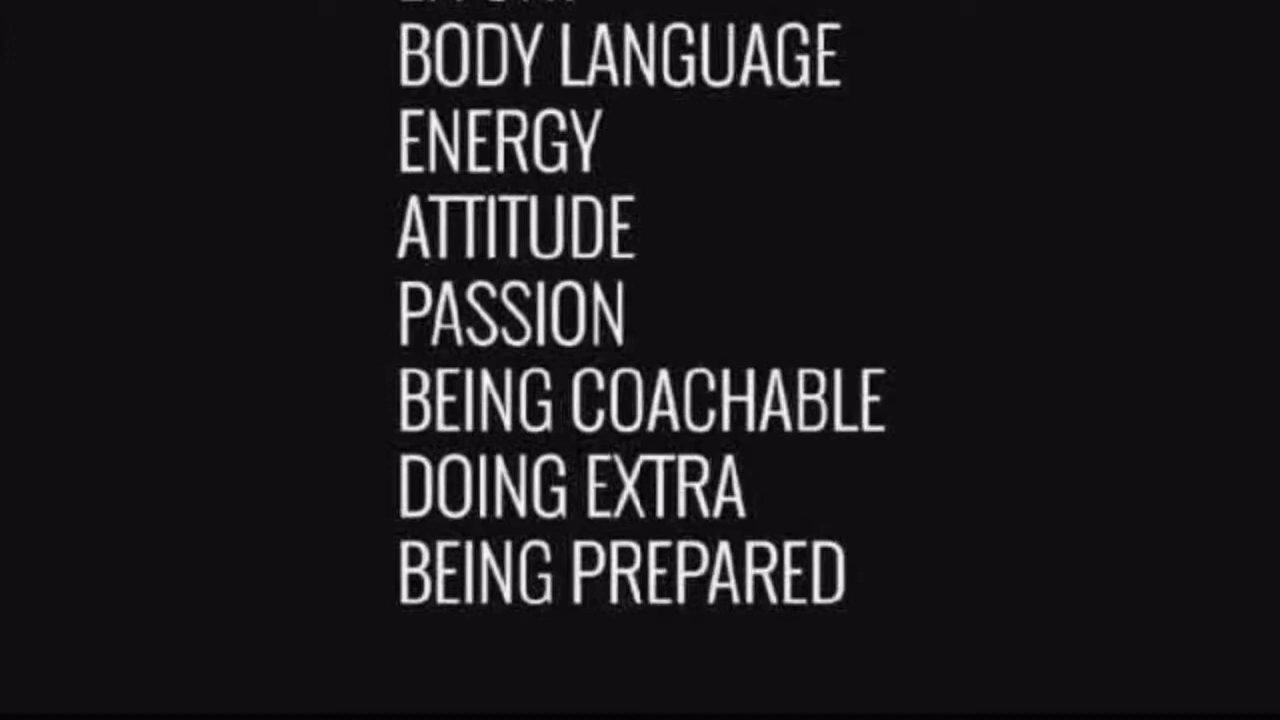 BODY LANGUAGE
ENERGY
ATTITUDE
PASSION
BEING COACHABLE
DOING EXTRA
BEING PREPARED